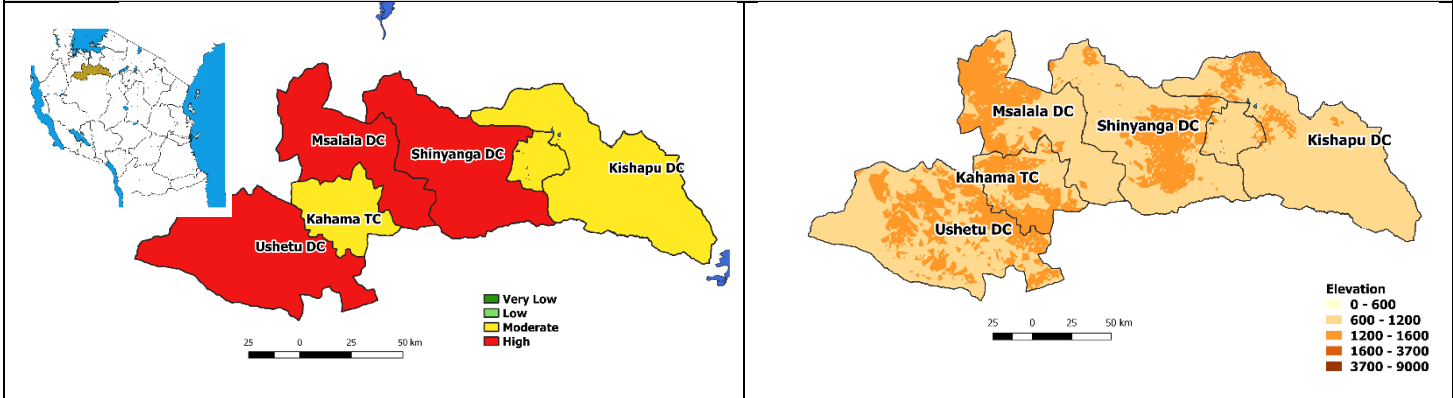 Msalala DC
Shinyanga DC
Kishapu DC
Kahama TC
Ushetu DC
Very Low
Low
Moderate
High
25 0 25 50 km
Msalala DC
Shinyanga DC
Kishapu DC
Kahama TC
Ushetu DC
Elevation
0 - 600
600 - 1200
1200 - 1600
1600 - 3700
3700 - 9000
25 0 25 50 km